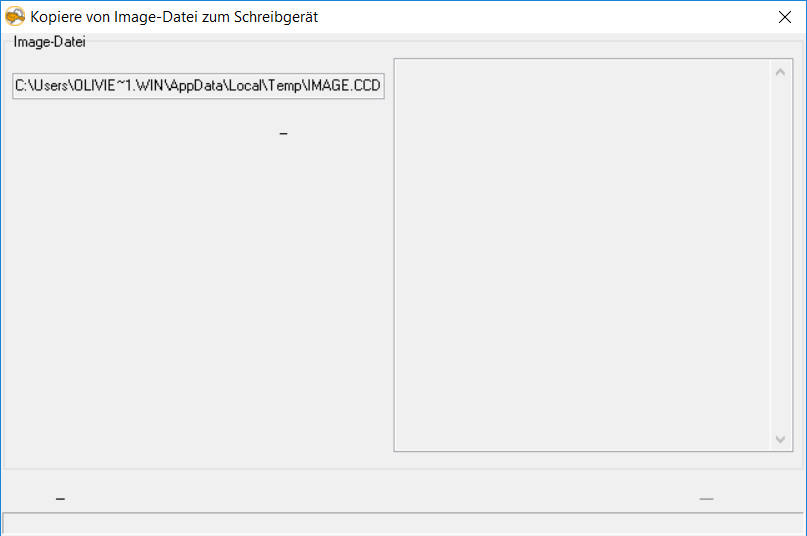 Kopiere von Image-Datei zum Schreibgerät
Image-Datei
C:\Users\OLIVIE~1.WIN\AppData\Local\Temp\IMAGE.CCD